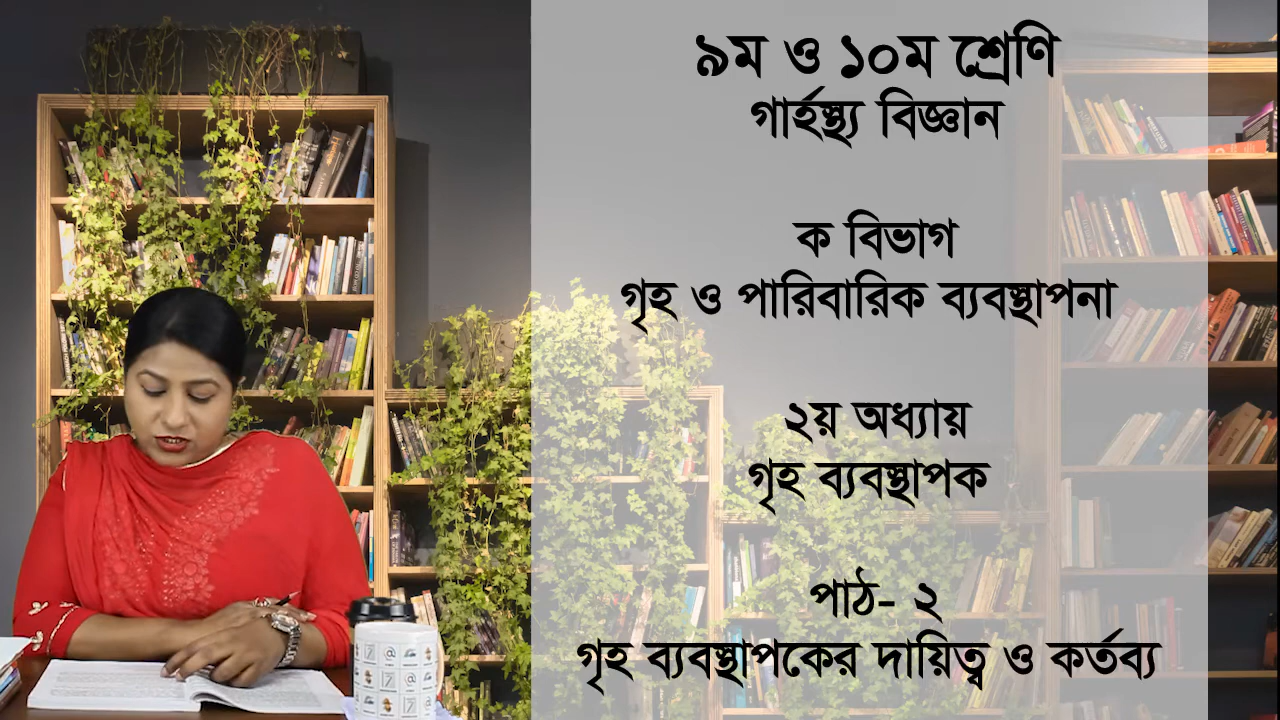 ৯ম ও ১০ম শ্রেণি
গার্হস্থ্য বিজ্ঞান
ক বিভাগ
গৃহ ও পারিবারিক ব্যবস্থাপনা
২য় অধ্যায়
গৃহ ব্যবস্থাপক
পাঠ- ২
গৃহ ব্যবস্থাপকের দায়িত্ব ও কর্তব্য